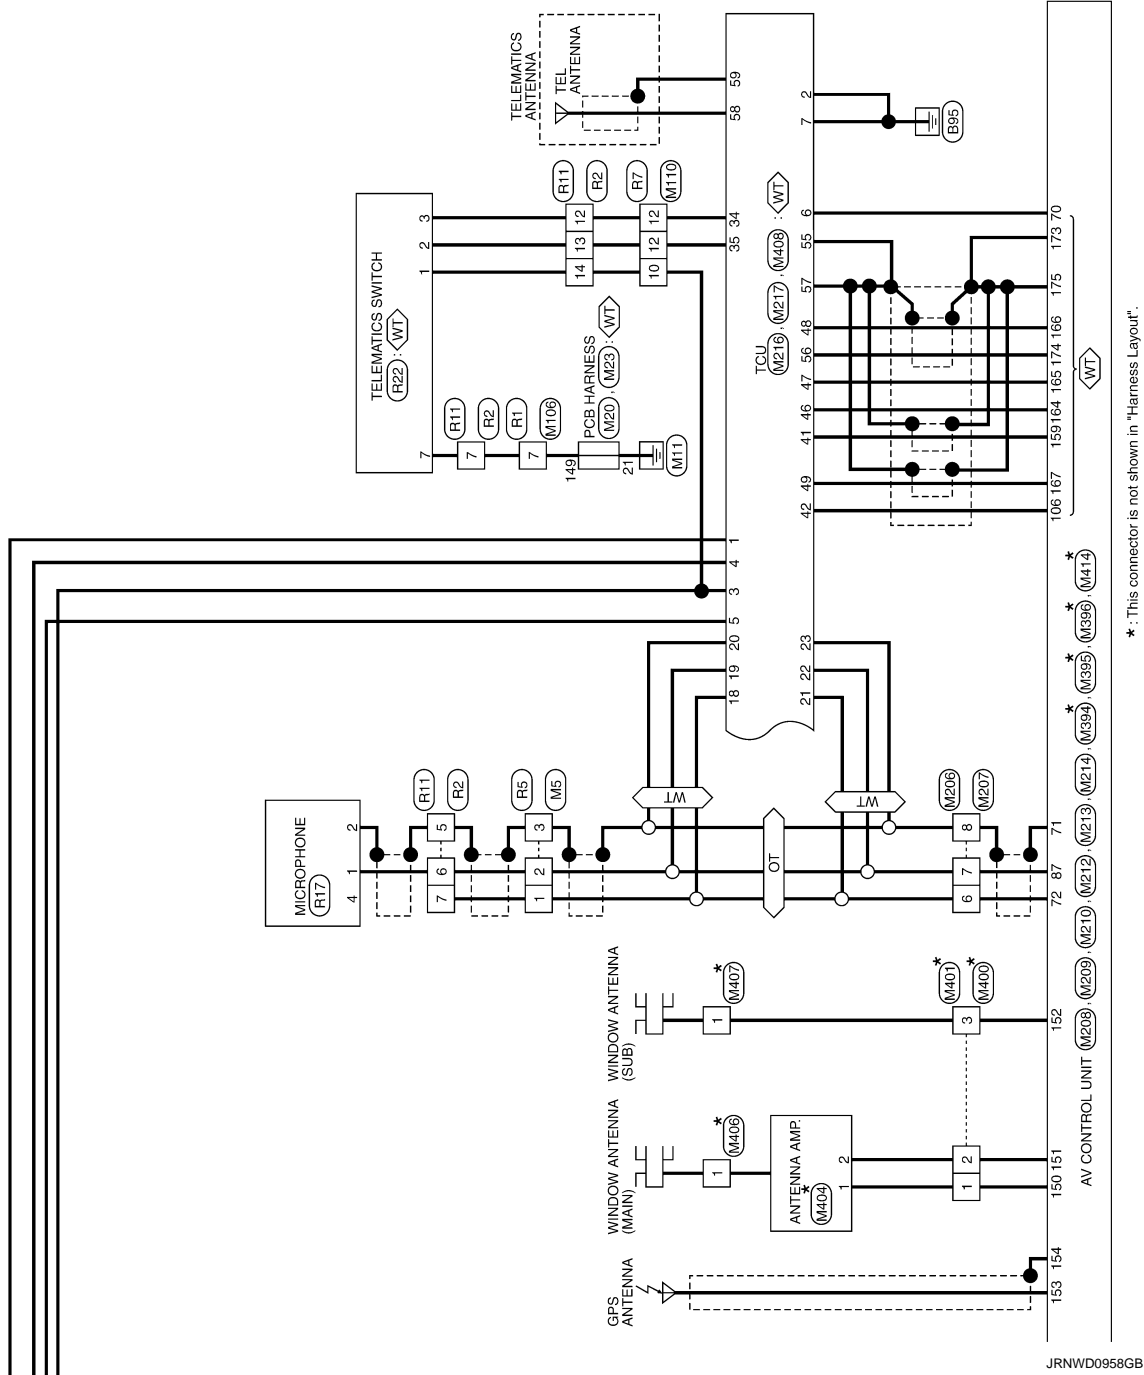 TELEMATICS
ANTENNA
TEL
ANTENNA
59
58
2
7
B95
TELEMATICS SWITCH
R22 : WT
3
2
1
7
R11
R2
R7
M110
12
13
14
12
12
10
34
35
R11
R2
R1
M106
7
7
PCB HARNESS
M20 , M23 : WT
149
21
M11
TCU
M216 , M217 , M408 : WT
6
55
57
48
56
47
46
41
49
42
70
173
175
166
174
165
164
159
167
106
WT
1
4
3
5
20
19
18
23
22
21
WT
WT
OT
MICROPHONE
R17
2
1
4
R11
R2
R5
M5
5
6
7
3
2
1
M206
M207
8
7
6
71
87
72
WINDOW ANTENNA
(SUB)
1
* M407
* M401
* M400
3
152
WINDOW ANTENNA
(MAIN)
1
* M406
ANTENNA AMP.
* M404
2
1
2
1
151
150
GPS
ANTENNA
154
153
AV CONTROL UNIT M208 , M209 , M210 , M212 , M213 , M214 , * M394 , * M395 , * M396 , * M414
* : This connector is not shown in "Harness Layout".
JRNWD0958GB